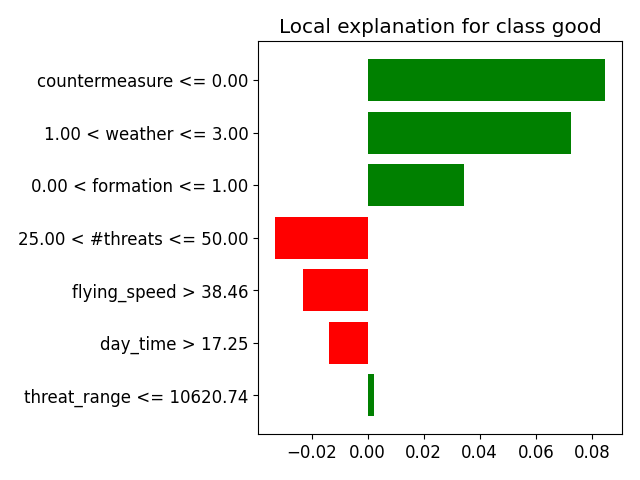 Local explanation for class good
countermeasure <= 0.00
1.00 < weather <= 3.00
0.00 < formation <= 1.00
25.00 < #threats <= 50.00
flying_speed > 38.46
day_time > 17.25
threat_range <= 10620.74
−0.02 0.00 0.02 0.04 0.06 0.08